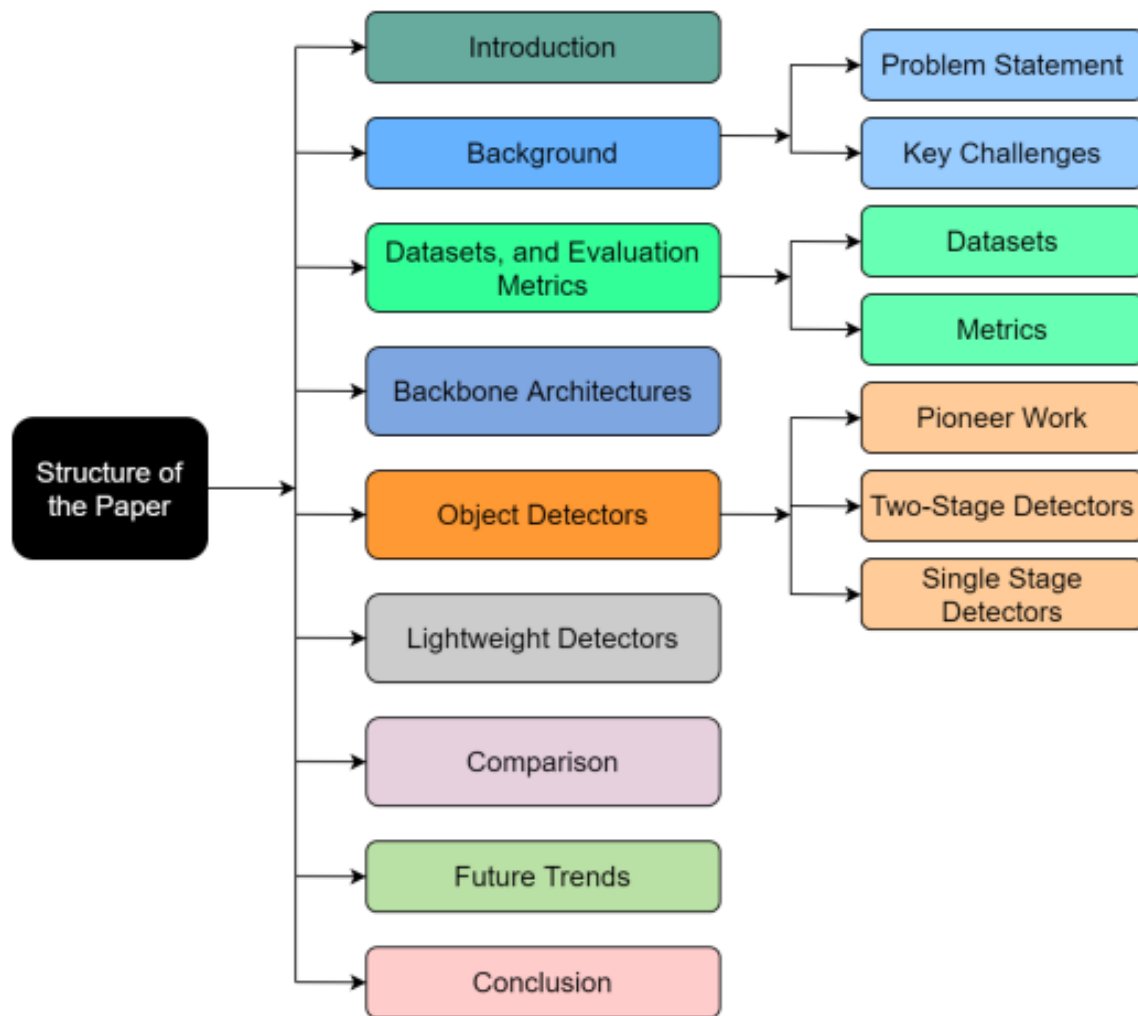 Structure of
the Paper
Introduction
Background
Problem Statement
Key Challenges
Datasets, and Evaluation
Metrics
Datasets
Metrics
Backbone Architectures
Object Detectors
Pioneer Work
Two-Stage Detectors
Single Stage
Detectors
Lightweight Detectors
Comparison
Future Trends
Conclusion